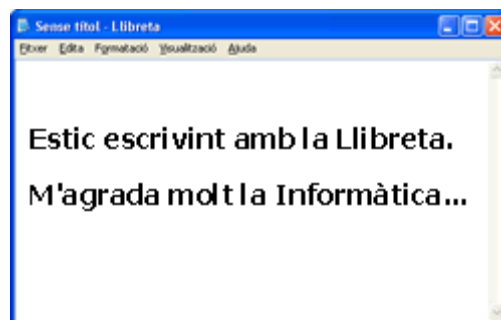 Sense títol - Llibreta
Fitxer Edita Formatació Visualització Ajuda
Estic escrivint amb la Llibreta.
M'agrada molt la Informàtica...